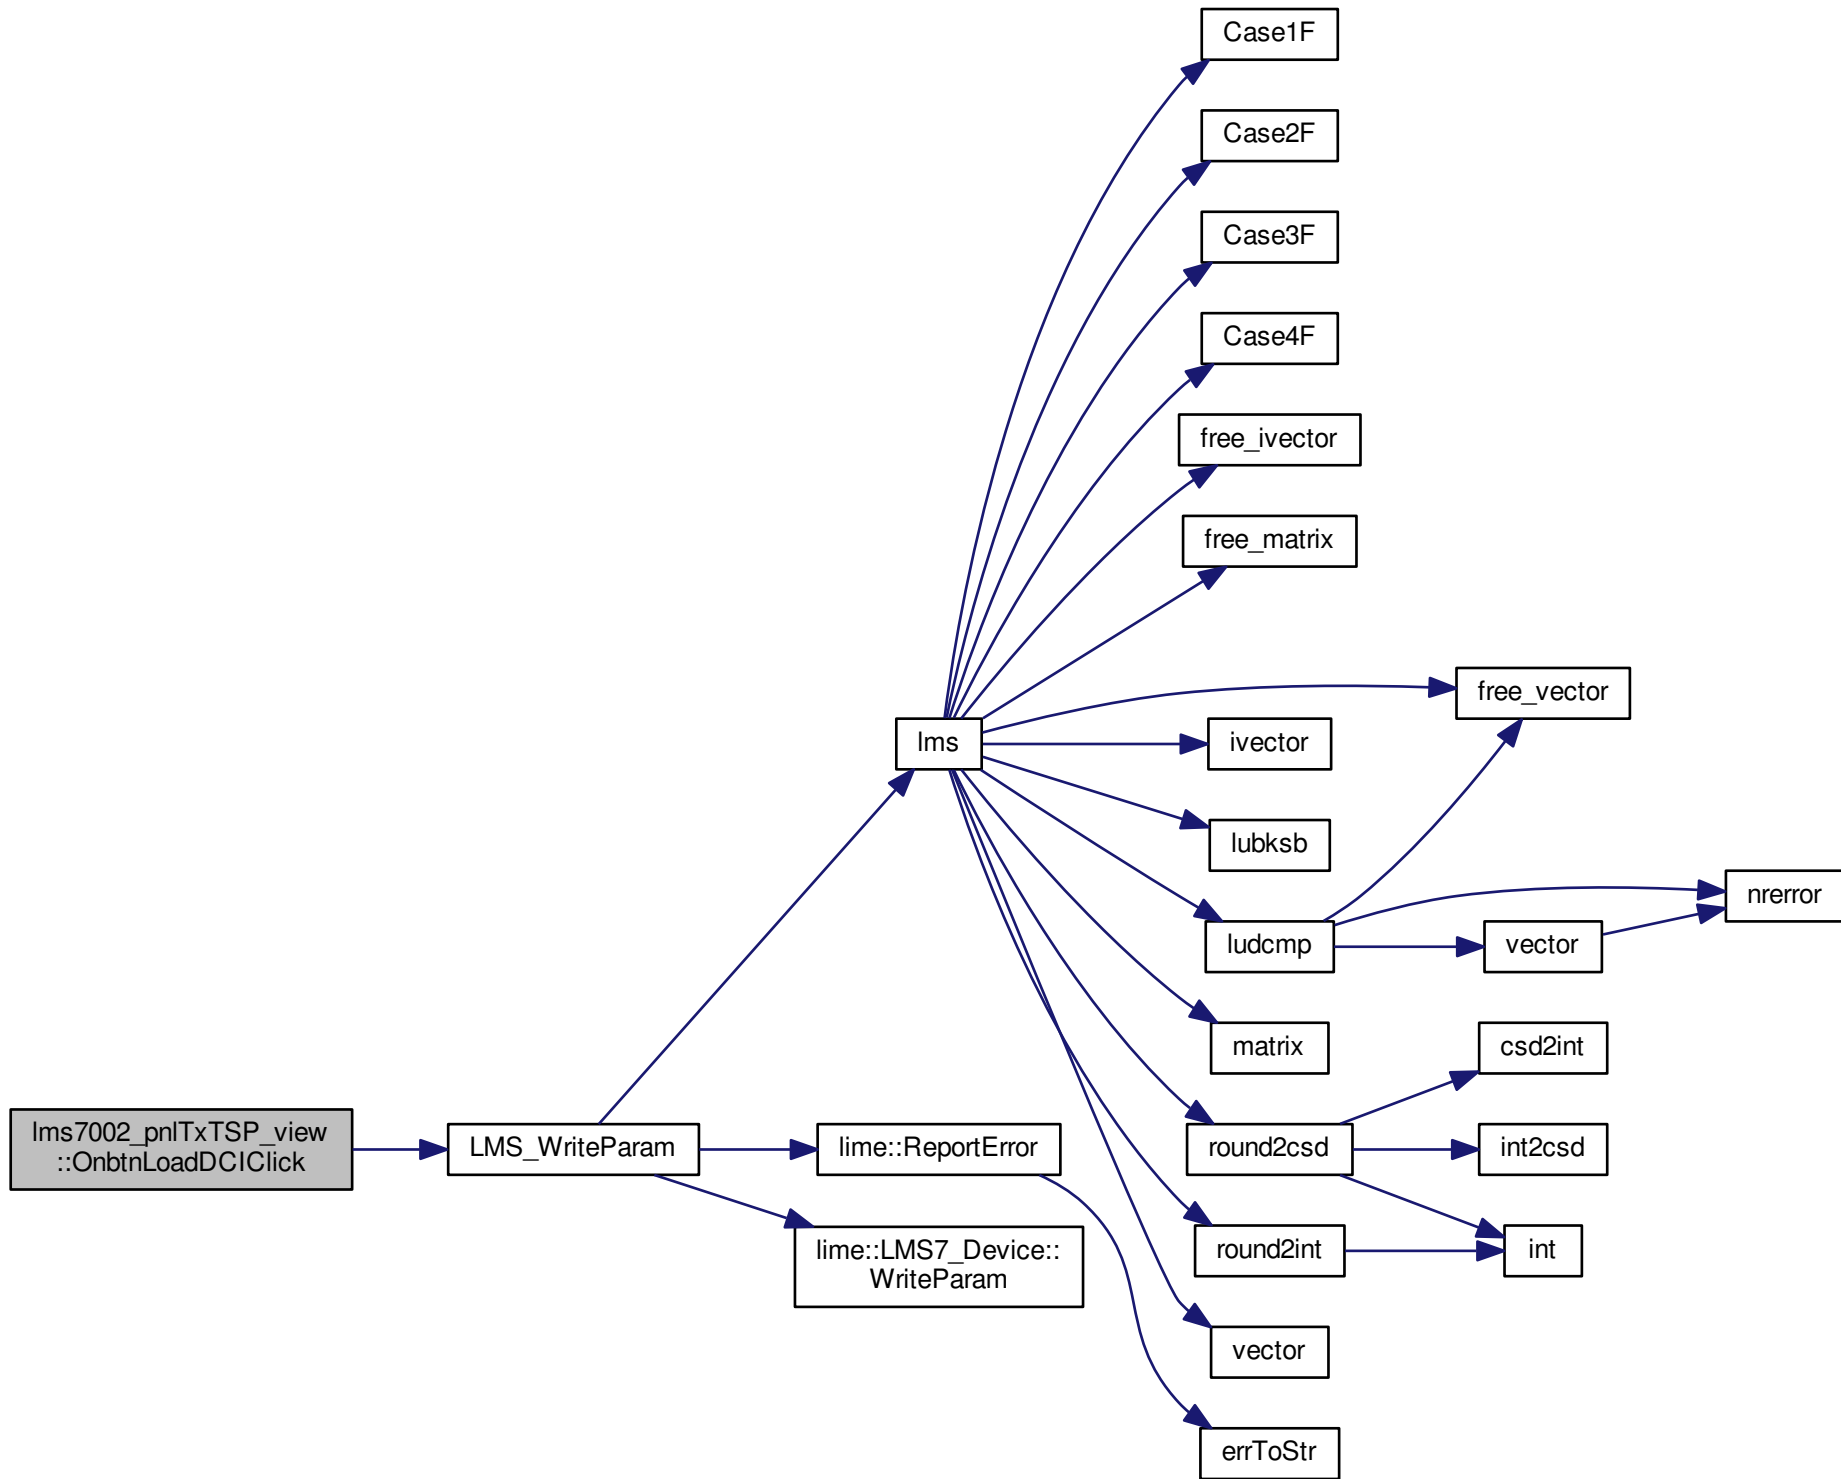 Case1F
Case2F
Case3F
Case4F
free_ivector
free_matrix
free_vector
lms
ivector
lubksb
nrerror
ludcmp
vector
matrix
csd2int
lms7002_pnlTxTSP_view
::OnbtnLoadDCIClick
LMS_WriteParam
lime::ReportError
round2csd
int2csd
lime::LMS7_Device::
WriteParam
round2int
int
vector
errToStr